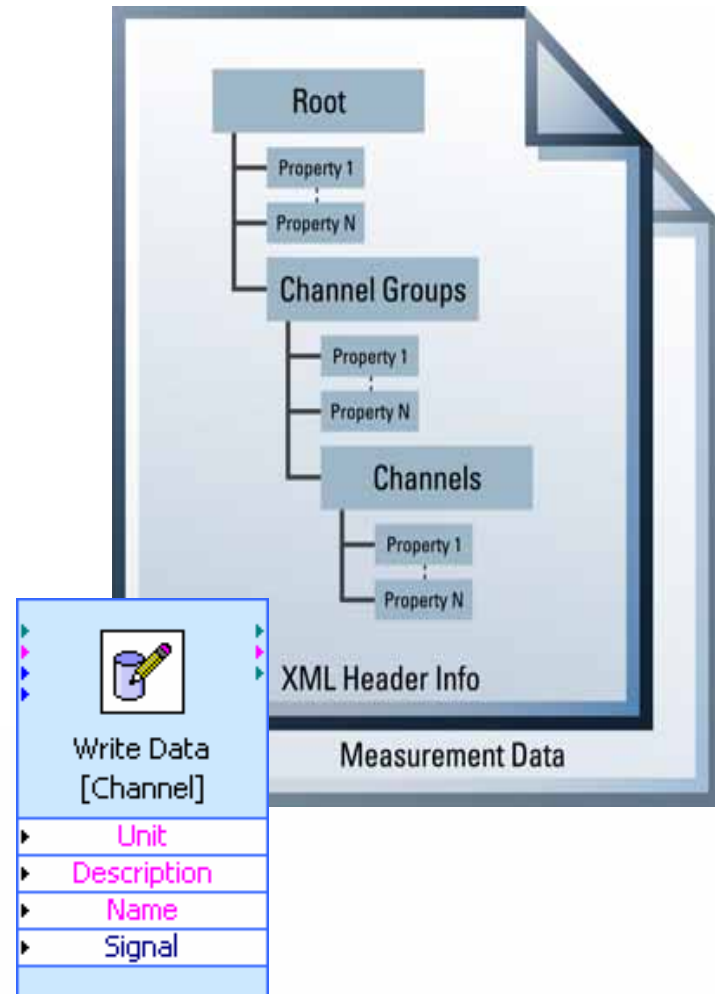 Root
Property 1
Property N
Channel Groups
Property 1
Property N
Channels
Property 1
Property N
XML Header Info
Measurement Data
Write Data
[Channel]
Unit
Description
Name
Signal